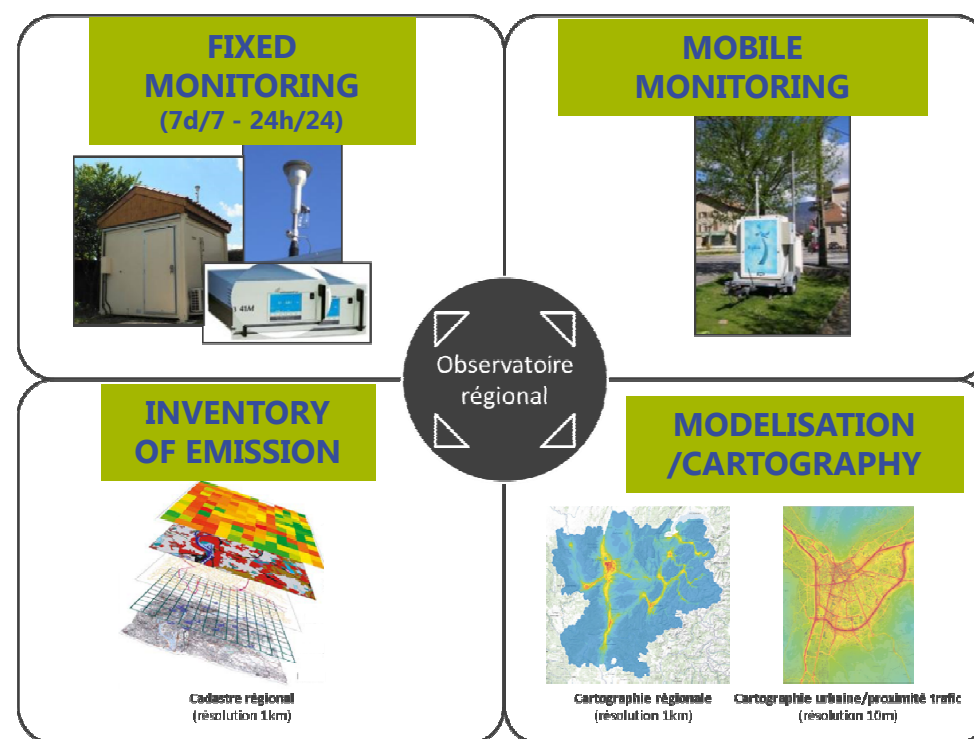 FIXED
MONITORING
(7d/7 - 24h/24)
MOBILE
MONITORING
41M
Observatoire
régional
INVENTORY
OF EMISSION
MODELISATION
/CARTOGRAPHY
Cadastre régional
(résolution 1km)
Cartographie régionale
(résolution 1km)
Cartographie urbaine/proximité trafic
(résolution 10m)